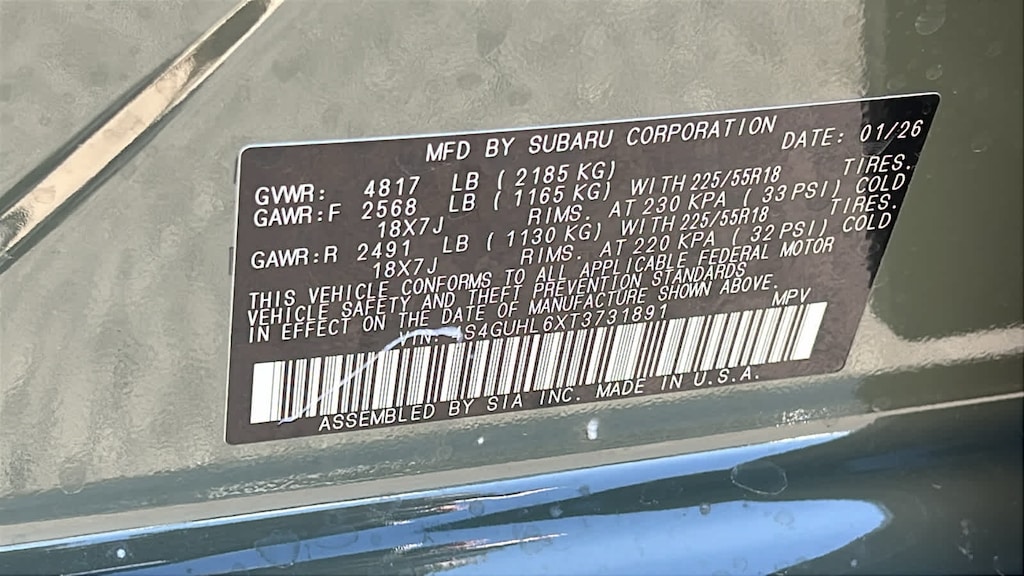 MFD BY SUBARU CORPORATION DATE: 01/26
GVWR: 4817 LB (2185 KG)
GAWR:F 2568 LB (1165 KG) WITH 225/55R18 TIRES.
18X7J RIMS. AT 230 KPA (33 PSI) COLD
GAWR:R 2491 LB (1130 KG) WITH 225/55R18 TIRES.
18X7J RIMS. AT 220 KPA (32 PSI) COLD
THIS VEHICLE CONFORMS TO ALL APPLICABLE FEDERAL MOTOR
VEHICLE SAFETY AND THEFT PREVENTION STANDARDS
IN EFFECT ON THE DATE OF MANUFACTURE SHOWN ABOVE.
S4GUHL6XT3731891 MPV
ASSEMBLED BY SIA INC. MADE IN U.S.A.